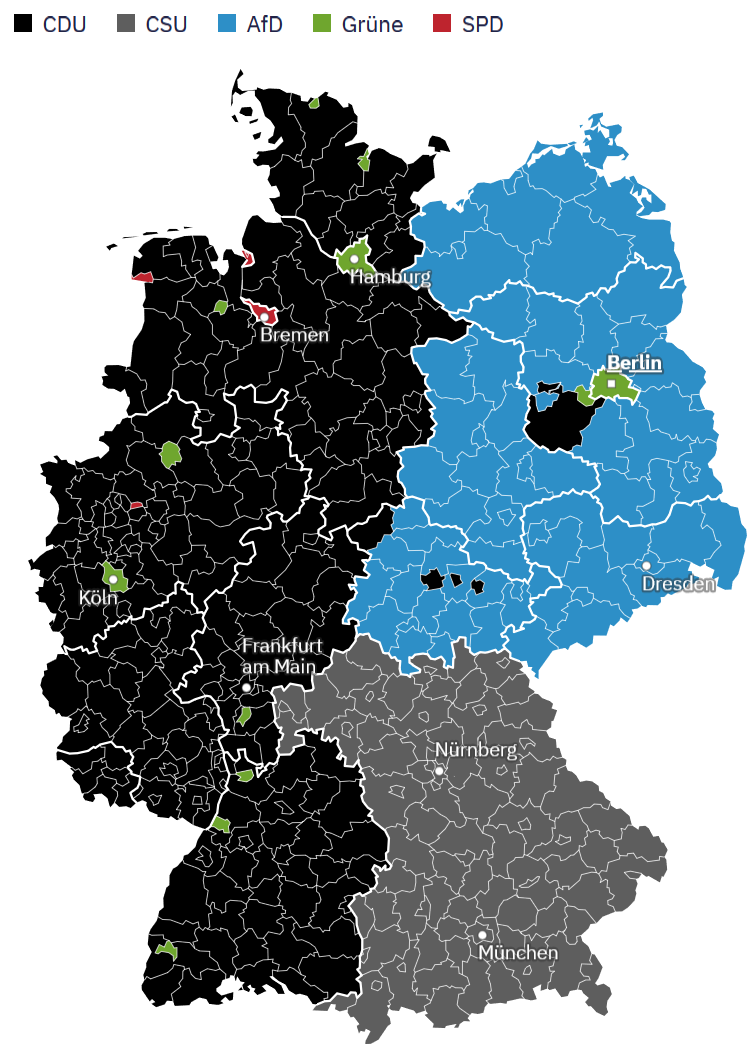 CDU CSU AfD Grüne SPD
Hamburg
Bremen
Berlin
Köln
Dresden
Frankfurt
am Main
Nürnberg
München